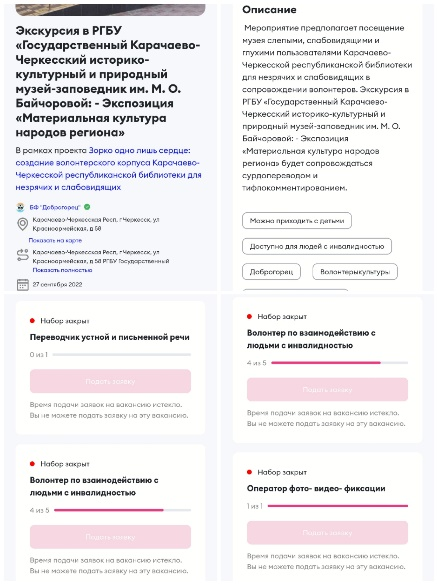 Экскурсия в РГБУ
«Государственный Карачаево-
Черкесский историко-
культурный и природный
музей-заповедник им. М. О.
Байчоровой: - Экспозиция
«Материальная культура
народов региона»
В рамках проекта Зорко одно лишь сердце:
создание волонтерского корпуса Карачаево-
Черкесской республиканской библиотеки для
незрячих и слабовидящих
БФ "Доброгорец"
Карачаево-Черкесская Респ, г Черкесск, ул
Красноармейская, д 58
Показать на карте
Карачаево-Черкесская Респ, г Черкесск, ул
Красноармейская, д 58 РГБУ Государственный
Показать полностью
27 сентября 2022
Описание
Мероприятие предполагает посещение
музея слепыми, слабовидящими и
глухими пользователями Карачаево-
Черкесской республиканской библиотеки
для незрячих и слабовидящих в
сопровождении волонтеров. Экскурсия в
РГБУ «Государственный Карачаево-
Черкесский историко-культурный и
природный музей-заповедник им. М. О.
Байчоровой: - Экспозиция
«Материальная культура народов
региона» будет сопровождаться
сурдопереводом и
тифлокомментированием.
Можно приходить с детьми
Доступно для людей с инвалидностью
Доброгорец
Волонтерыкультуры
Набор закрыт
Переводчик устной и письменной речи
0 из 1
Подать заявку
Время подачи заявок на вакансию истекло.
Вы не можете подать заявку на эту вакансию.
Набор закрыт
Волонтер по взаимодействию с
людьми с инвалидностью
4 из 5
Подать заявку
Время подачи заявок на вакансию истекло.
Вы не можете подать заявку на эту вакансию.
Набор закрыт
Волонтер по взаимодействию с
людьми с инвалидностью
4 из 5
Подать заявку
Время подачи заявок на вакансию истекло.
Вы не можете подать заявку на эту вакансию.
Набор закрыт
Оператор фото- видео- фиксации
1 из 1
Подать заявку
Время подачи заявок на вакансию истекло.
Вы не можете подать заявку на эту вакансию.